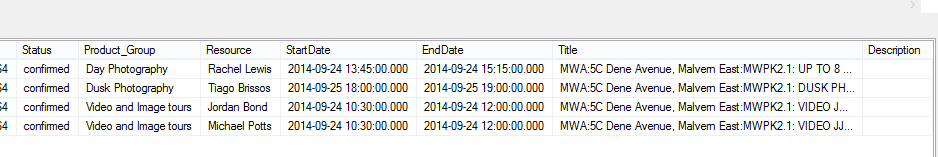 Status Product_Group Resource StartDate EndDate Title Description
64 confirmed Day Photography Rachel Lewis 2014-09-24 13:45:00.000 2014-09-24 15:15:00.000 MWA:5C Dene Avenue, Malvern East:MWPK2.1: UP TO 8 ...
64 confirmed Dusk Photography Tiago Brissos 2014-09-25 18:00:00.000 2014-09-25 19:00:00.000 MWA:5C Dene Avenue, Malvern East:MWPK2.1: DUSK PH...
64 confirmed Video and Image tours Jordan Bond 2014-09-24 10:30:00.000 2014-09-24 12:00:00.000 MWA:5C Dene Avenue, Malvern East:MWPK2.1: VIDEO J...
64 confirmed Video and Image tours Michael Potts 2014-09-24 10:30:00.000 2014-09-24 12:00:00.000 MWA:5C Dene Avenue, Malvern East:MWPK2.1: VIDEO JJ...